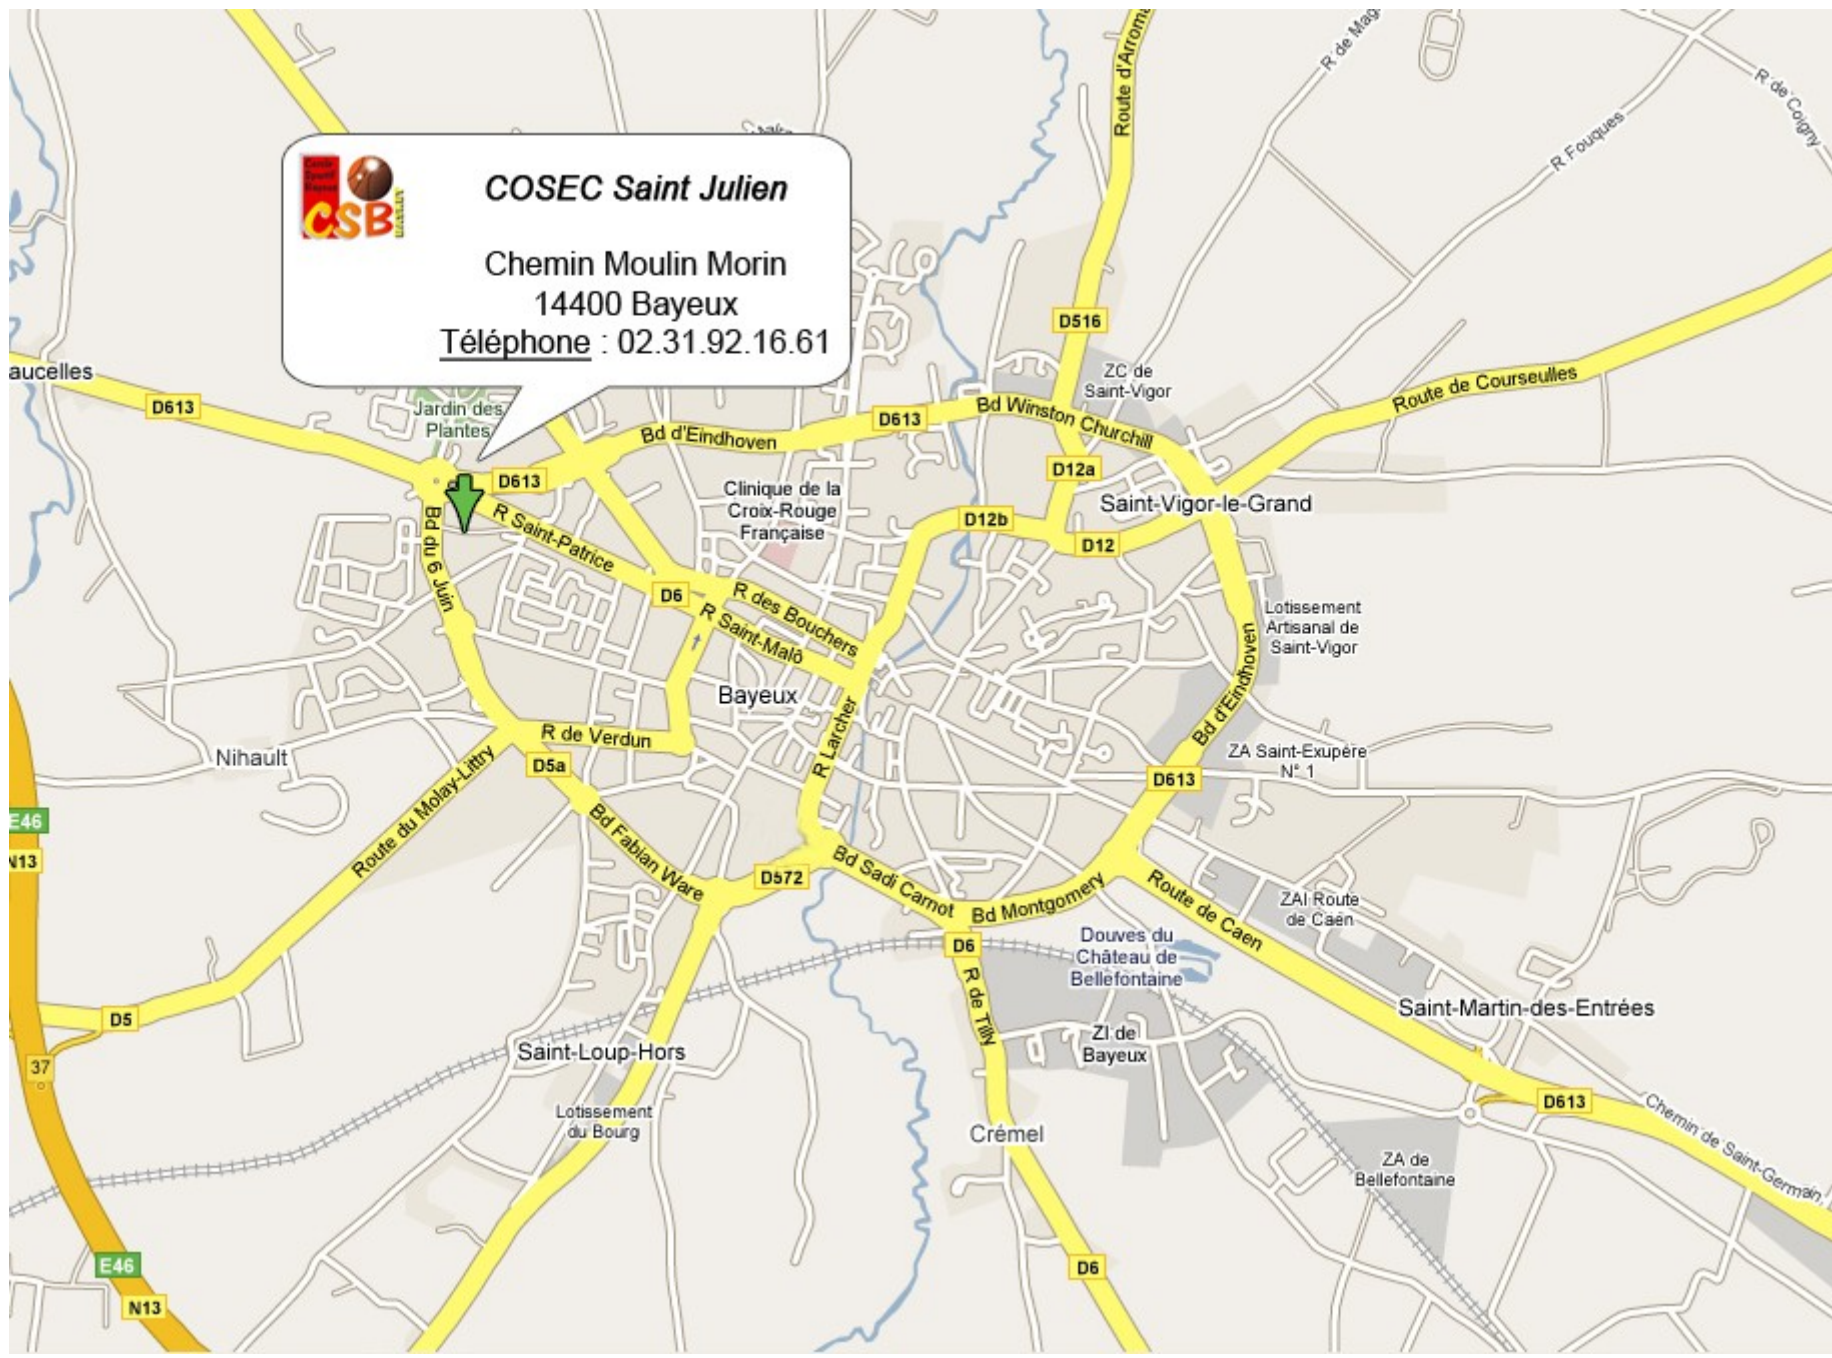 Route d'Arroma
R de Mag
R de Coigny
R Fouques
Centre
Sportif
CSB
COSEC Saint Julien
Chemin Moulin Morin
14400 Bayeux
Téléphone : 02.31.92.16.61
D516
aucelles
ZC de
Saint-Vigor
Route de Courseulles
D613
Jardin des
Plantes
D613
Bd Winston Churchill
Bd d'Eindhoven
D12a
D613
Clinique de la
Croix-Rouge
Française
Saint-Vigor-le-Grand
D12b
D12
R Saint-Patrice
Bd du 6 Juin
D6
R des Bouchers
R Saint-Malô
Lotissement
Artisanal de
Saint-Vigor
Bayeux
Bd d'Eindhoven
R Larcher
R de Verdun
Nihault
D5a
ZA Saint-Exupère
N° 1
D613
Route du Molay-Littry
E46
N13
Bd Fabian Ware
D572
Bd Sadi Carnot
Bd Montgomery
Route de Caen
ZAI Route
de Caen
D6
Douves du
Château de
Bellefontaine
R de Tilly
Saint-Martin-des-Entrées
D5
ZI de
Bayeux
Saint-Loup-Hors
37
D613
Chemin de Saint-Germain,
Lotissement
du Bourg
Crémel
ZA de
Bellefontaine
E46
D6
N13